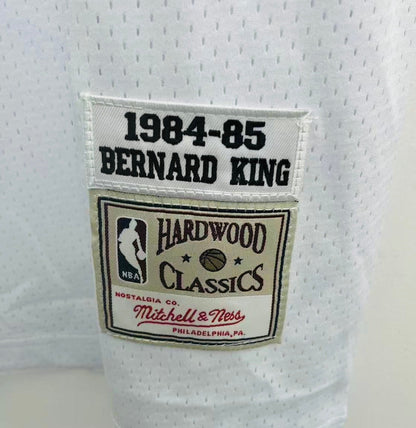 1984-85
BERNARD KING
HARDWOOD
CLASSICS
NBA
NOSTALGIA CO.
Mitchell & Ness
PHILADELPHIA, PA.